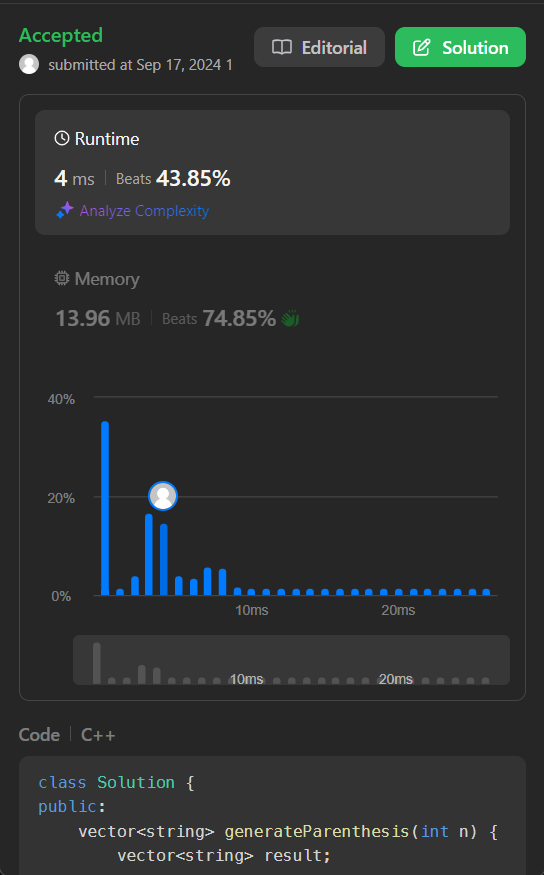 Accepted
Editorial
Solution
submitted at Sep 17, 2024 1
Runtime
4 ms | Beats 43.85%
Analyze Complexity
Memory
13.96 MB | Beats 74.85%
40%
20%
0%
10ms 20ms
10ms 20ms
Code | C++
class Solution {
public:
    vector<string> generateParenthesis(int n) {
        vector<string> result;